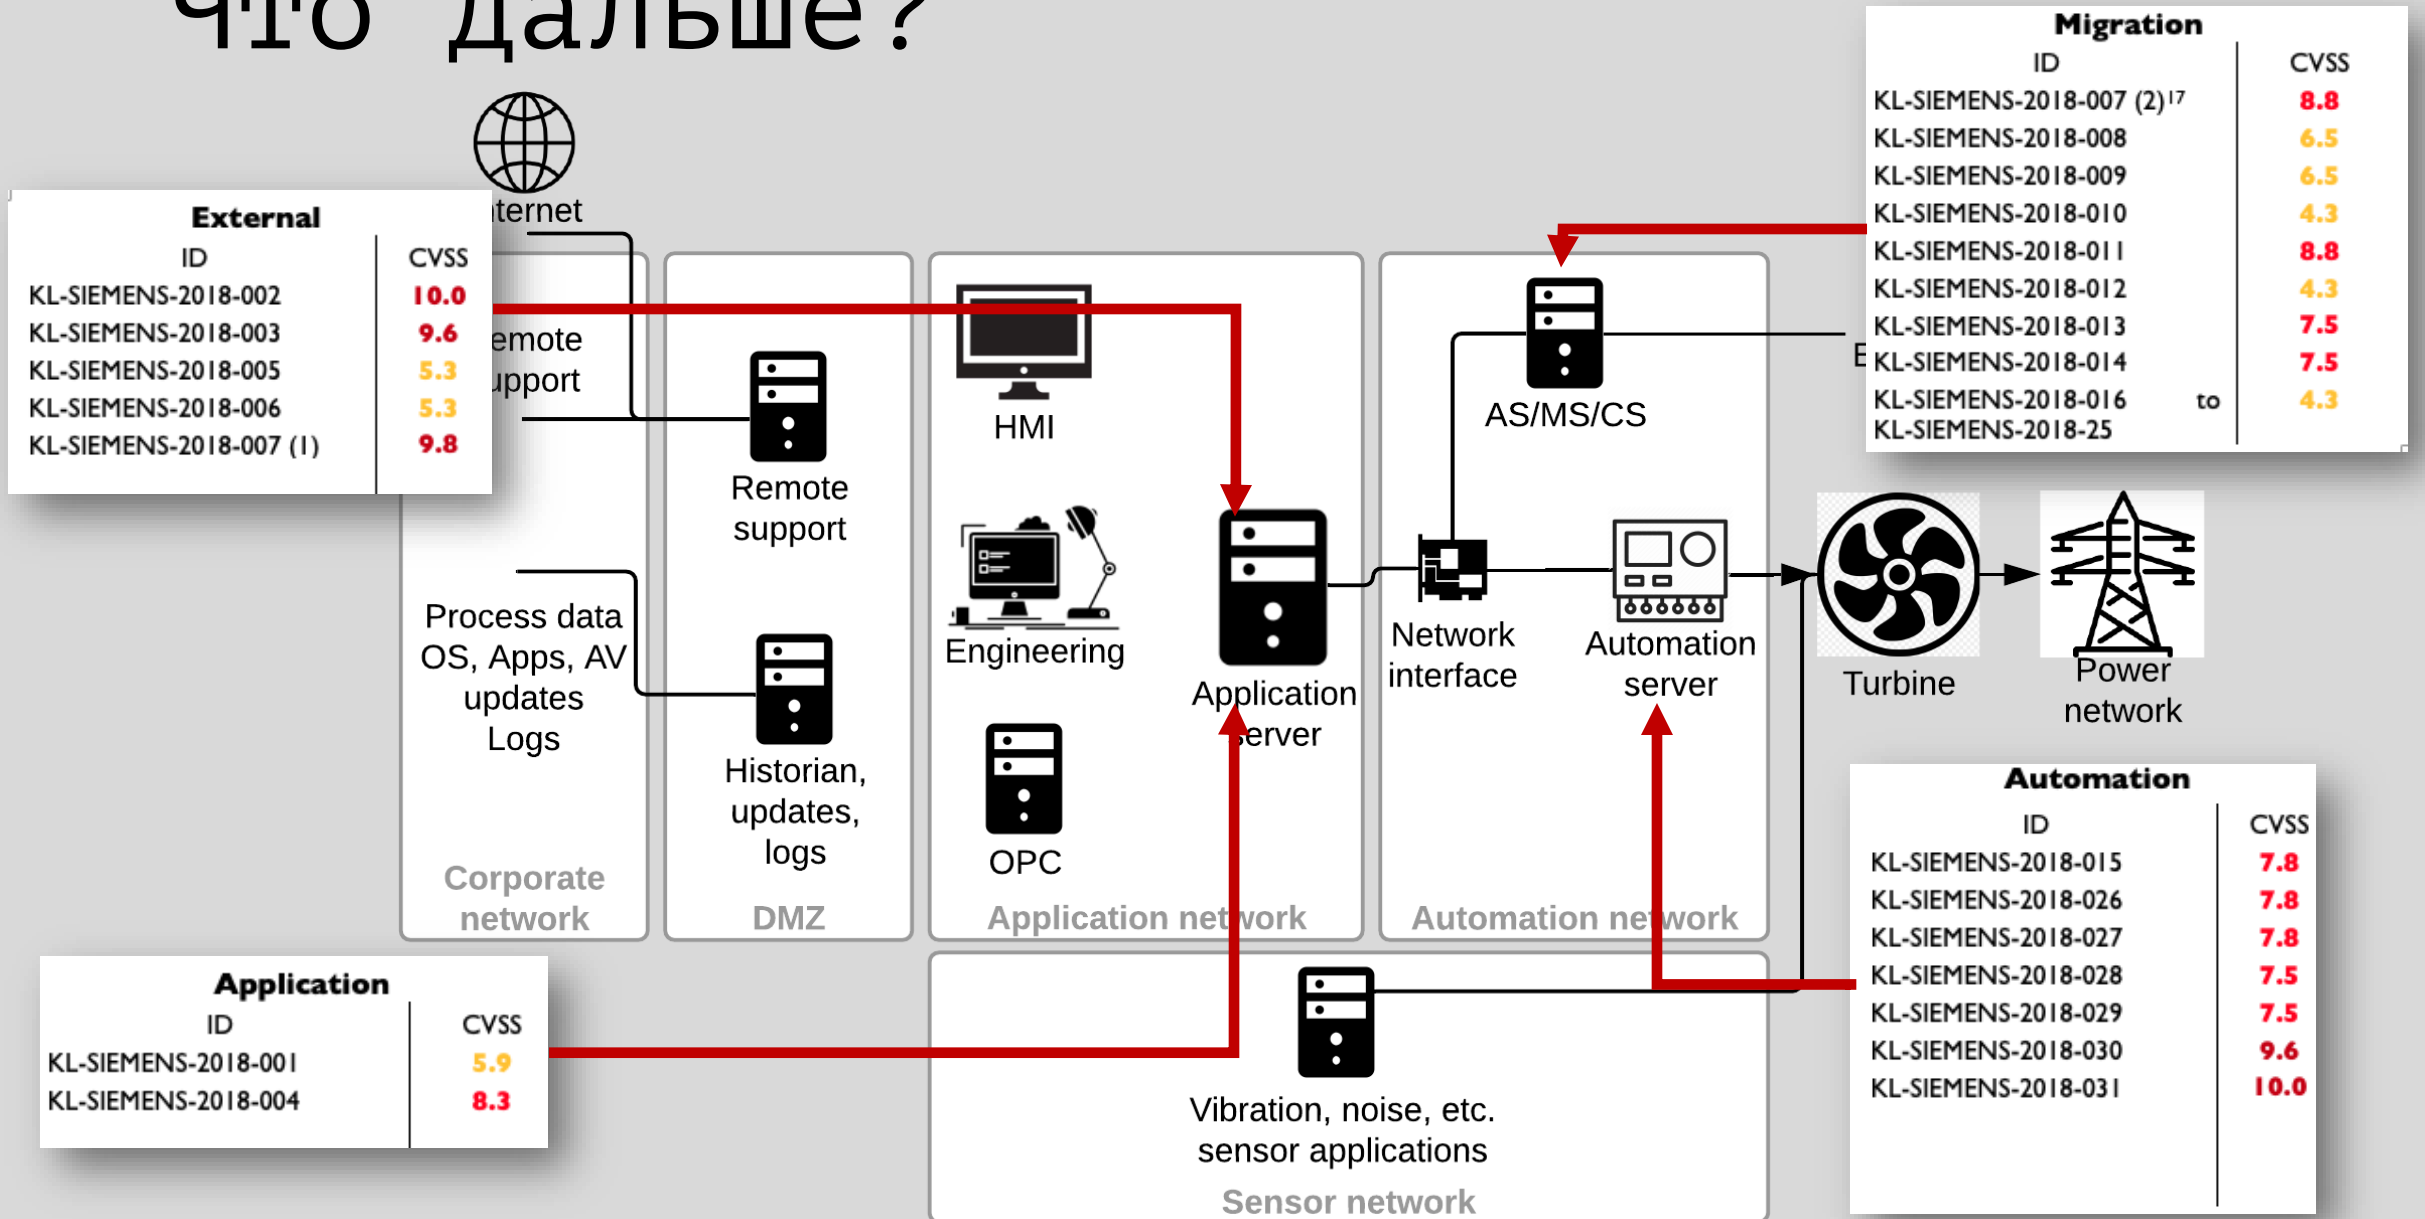 Что дальше?
Migration
ID CVSS
KL-SIEMENS-2018-007 (2)17 8.8
KL-SIEMENS-2018-008 6.5
KL-SIEMENS-2018-009 6.5
KL-SIEMENS-2018-010 4.3
KL-SIEMENS-2018-011 8.8
KL-SIEMENS-2018-012 4.3
KL-SIEMENS-2018-013 7.5
KL-SIEMENS-2018-014 7.5
KL-SIEMENS-2018-016 to 4.3
KL-SIEMENS-2018-25
nternet
External
ID CVSS
KL-SIEMENS-2018-002 10.0
KL-SIEMENS-2018-003 9.6
KL-SIEMENS-2018-005 5.3
KL-SIEMENS-2018-006 5.3
KL-SIEMENS-2018-007 (1) 9.8
emote
upport
Process data
OS, Apps, AV
updates
Logs
Corporate
network
Remote
support
Historian,
updates,
logs
DMZ
HMI
Engineering
OPC
Application
server
Application network
AS/MS/CS
E
Network
interface
Automation
server
Automation network
Turbine
Power
network
Application
ID CVSS
KL-SIEMENS-2018-001 5.9
KL-SIEMENS-2018-004 8.3
Vibration, noise, etc.
sensor applications
Sensor network
Automation
ID CVSS
KL-SIEMENS-2018-015 7.8
KL-SIEMENS-2018-026 7.8
KL-SIEMENS-2018-027 7.8
KL-SIEMENS-2018-028 7.5
KL-SIEMENS-2018-029 7.5
KL-SIEMENS-2018-030 9.6
KL-SIEMENS-2018-031 10.0